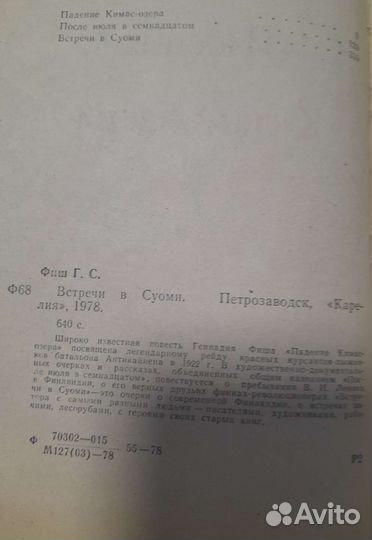 Падение Кимас-озера
После июля в семнадцатом
Встречи в Суоми
Фиш Г. С.
Ф68 Встречи в Суоми. Петрозаводск, «Каре-
лия», 1978.
640 с.
Широко известная повесть Геннадия Фиша «Падение Кимас-
озера» посвящена легендарному рейду красных курсантов-лыжни-
ков батальона Антикайнена в 1922 г. В художественно-документаль-
ных очерках и рассказах, объединенных общим названием «Пос-
ле июля в семнадцатом», повествуется о пребывании В. И. Ленина
в Финляндии, о его верных друзьях финнах-революционерах. «Встре-
чи в Суоми» — это очерки о современной Финляндии, о встречах ав-
тора с самыми разными людьми — писателями, художниками, рабо-
чими, лесорубами, с героями своих старых книг.
Ф 70302—015
М127(03)—78 55—78
Р2
Avito